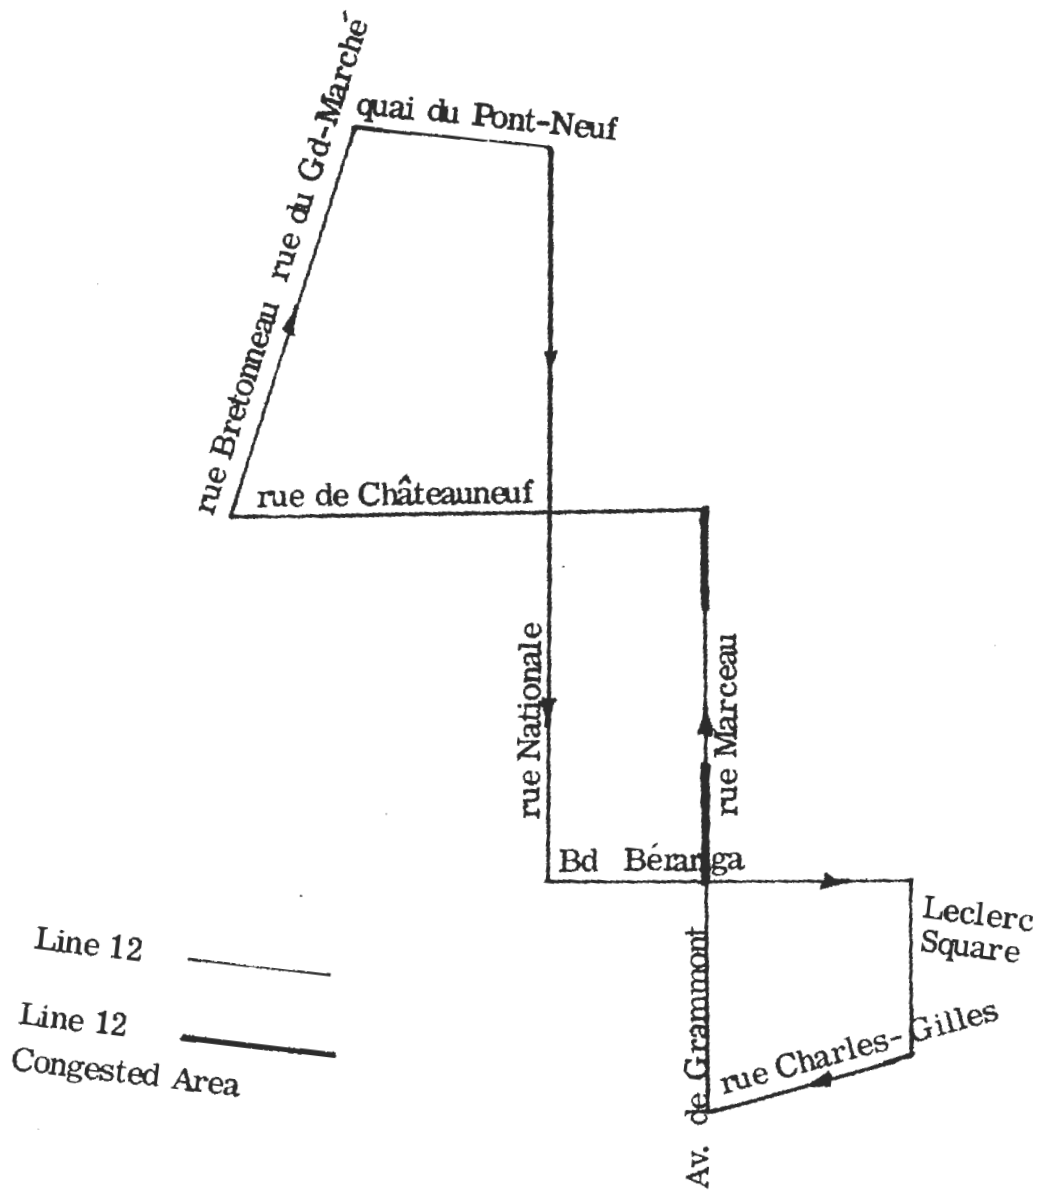 quai du Pont-Neuf
rue Bretonneau rue du Gd-Marché
rue de Châteauneuf
rue Nationale
rue Marceau
Bd Béranga
Leclerc
Square
Av. de Grammont
rue Charles-Gilles
Line 12
Line 12
Congested Area